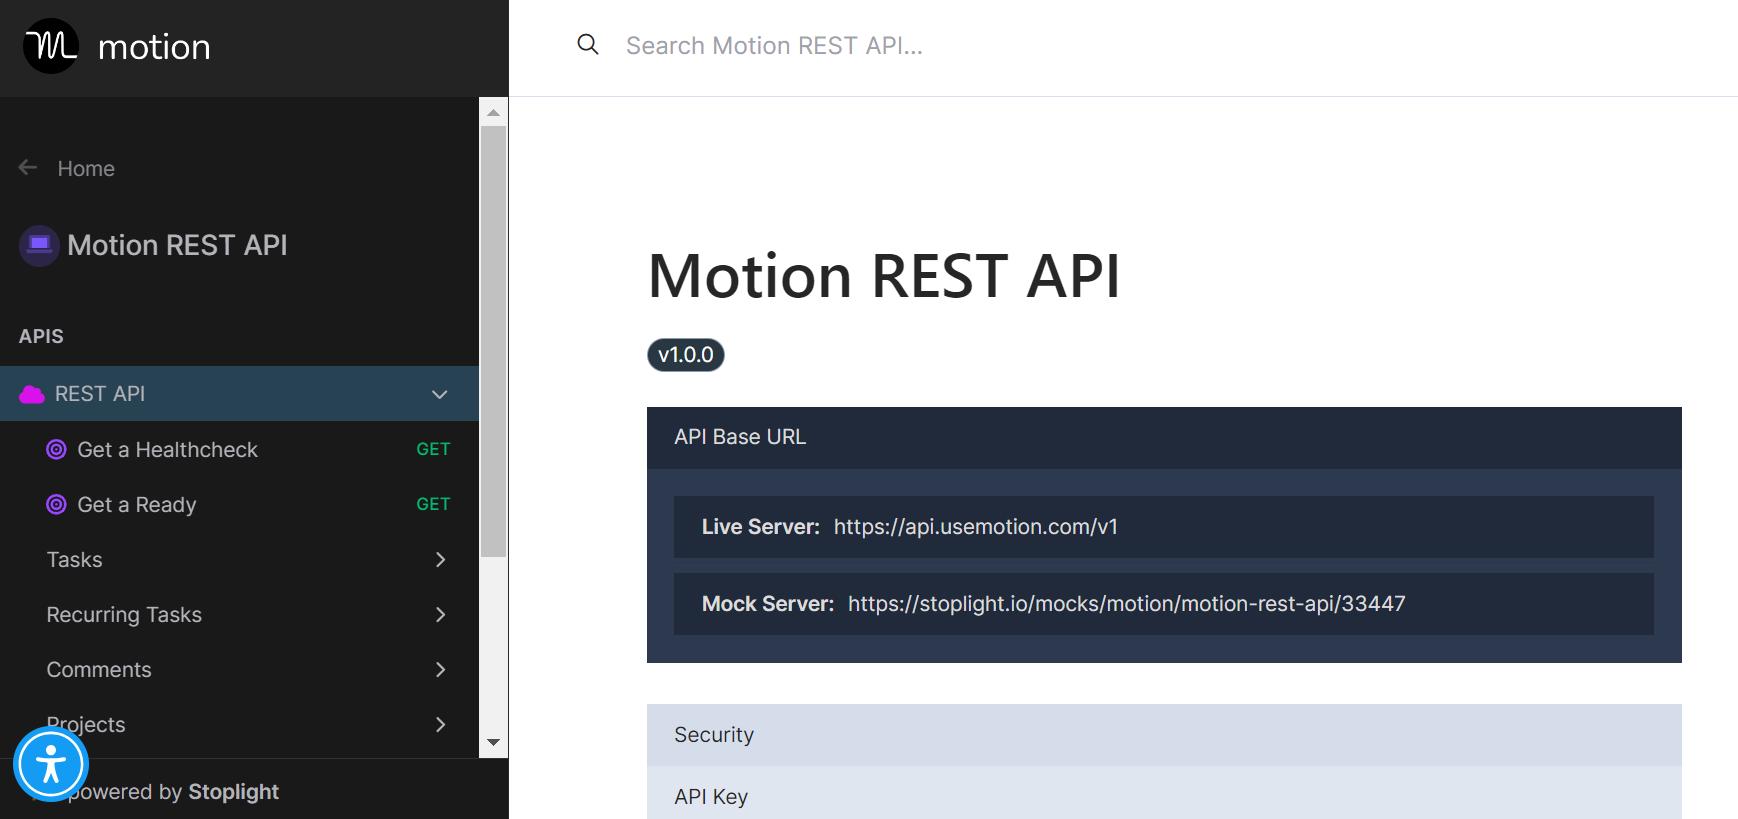 motion
Search Motion REST API...
Home
Motion REST API
APIS
REST API
Get a Healthcheck GET
Get a Ready GET
Tasks
Recurring Tasks
Comments
Projects
powered by Stoplight
Motion REST API
v1.0.0
API Base URL
Live Server: https://api.usemotion.com/v1
Mock Server: https://stoplight.io/mocks/motion/motion-rest-api/33447
Security
API Key